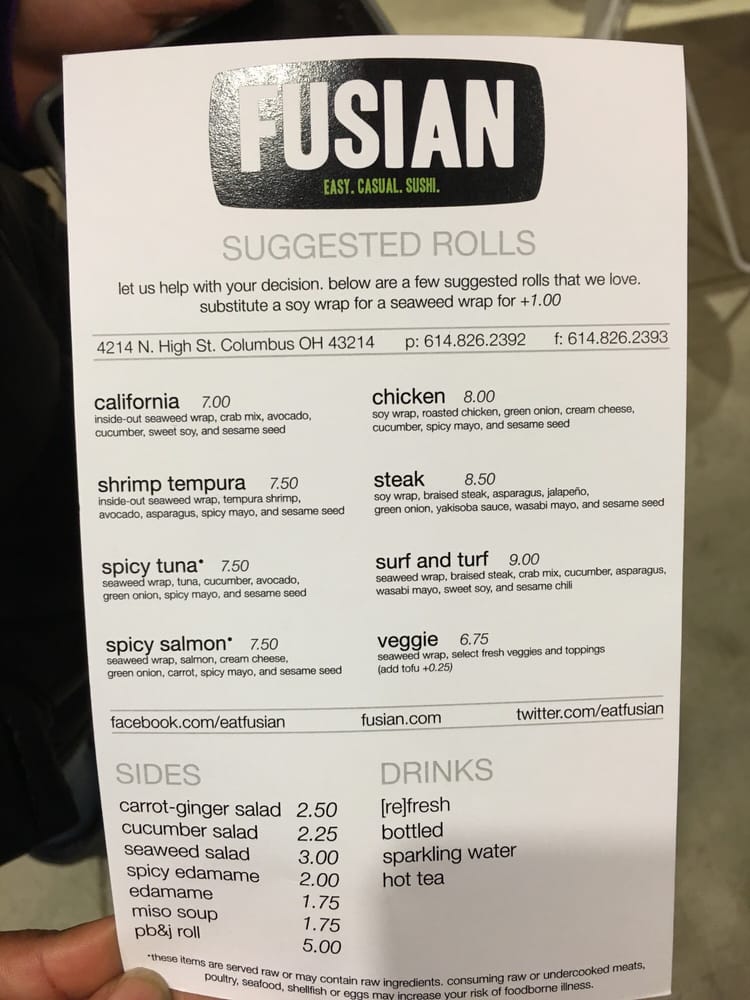 FUSIAN
EASY. CASUAL. SUSHI.
SUGGESTED ROLLS
let us help with your decision. below are a few suggested rolls that we love.
substitute a soy wrap for a seaweed wrap for +1.00
4214 N. High St. Columbus OH 43214 p: 614.826.2392 f: 614.826.2393
california 7.00
inside-out seaweed wrap, crab mix, avocado,
cucumber, sweet soy, and sesame seed
shrimp tempura 7.50
inside-out seaweed wrap, tempura shrimp,
avocado, asparagus, spicy mayo, and sesame seed
spicy tuna* 7.50
seaweed wrap, tuna, cucumber, avocado,
green onion, spicy mayo, and sesame seed
spicy salmon* 7.50
seaweed wrap, salmon, cream cheese,
green onion, carrot, spicy mayo, and sesame seed
chicken 8.00
soy wrap, roasted chicken, green onion, cream cheese,
cucumber, spicy mayo, and sesame seed
steak 8.50
soy wrap, braised steak, asparagus, jalapeño,
green onion, yakisoba sauce, wasabi mayo, and sesame seed
surf and turf 9.00
seaweed wrap, braised steak, crab mix, cucumber, asparagus,
wasabi mayo, sweet soy, and sesame chili
veggie 6.75
seaweed wrap, select fresh veggies and toppings
(add tofu +0.25)
facebook.com/eatfusian fusian.com twitter.com/eatfusian
SIDES
carrot-ginger salad 2.50
cucumber salad 2.25
seaweed salad 3.00
spicy edamame 2.00
edamame 1.75
miso soup 1.75
pb&j roll 5.00
DRINKS
[re]fresh
bottled
sparkling water
hot tea
*these items are served raw or may contain raw ingredients. consuming raw or undercooked meats,
poultry, seafood, shellfish or eggs may increase your risk of foodborne illness.